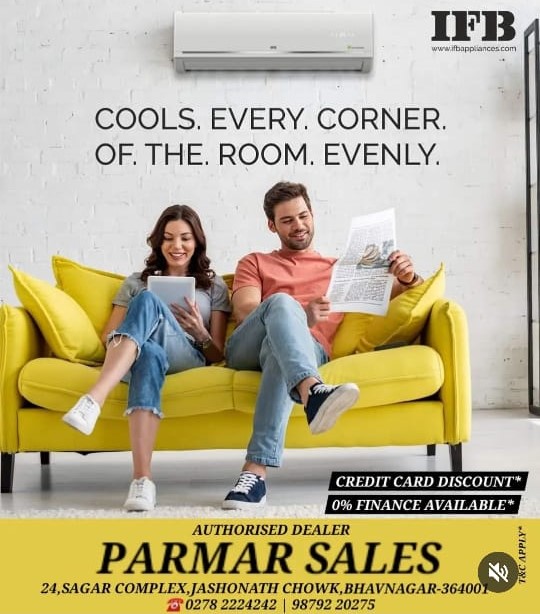 IFB
www.ifbappliances.com
COOLS. EVERY. CORNER.
OF. THE. ROOM. EVENLY.
CREDIT CARD DISCOUNT*
0% FINANCE AVAILABLE*
AUTHORISED DEALER
PARMAR SALES
24,SAGAR COMPLEX,JASHONATH CHOWK,BHAVNAGAR-364001
☎0278 2224242 | 98792 20275
T&C APPLY*